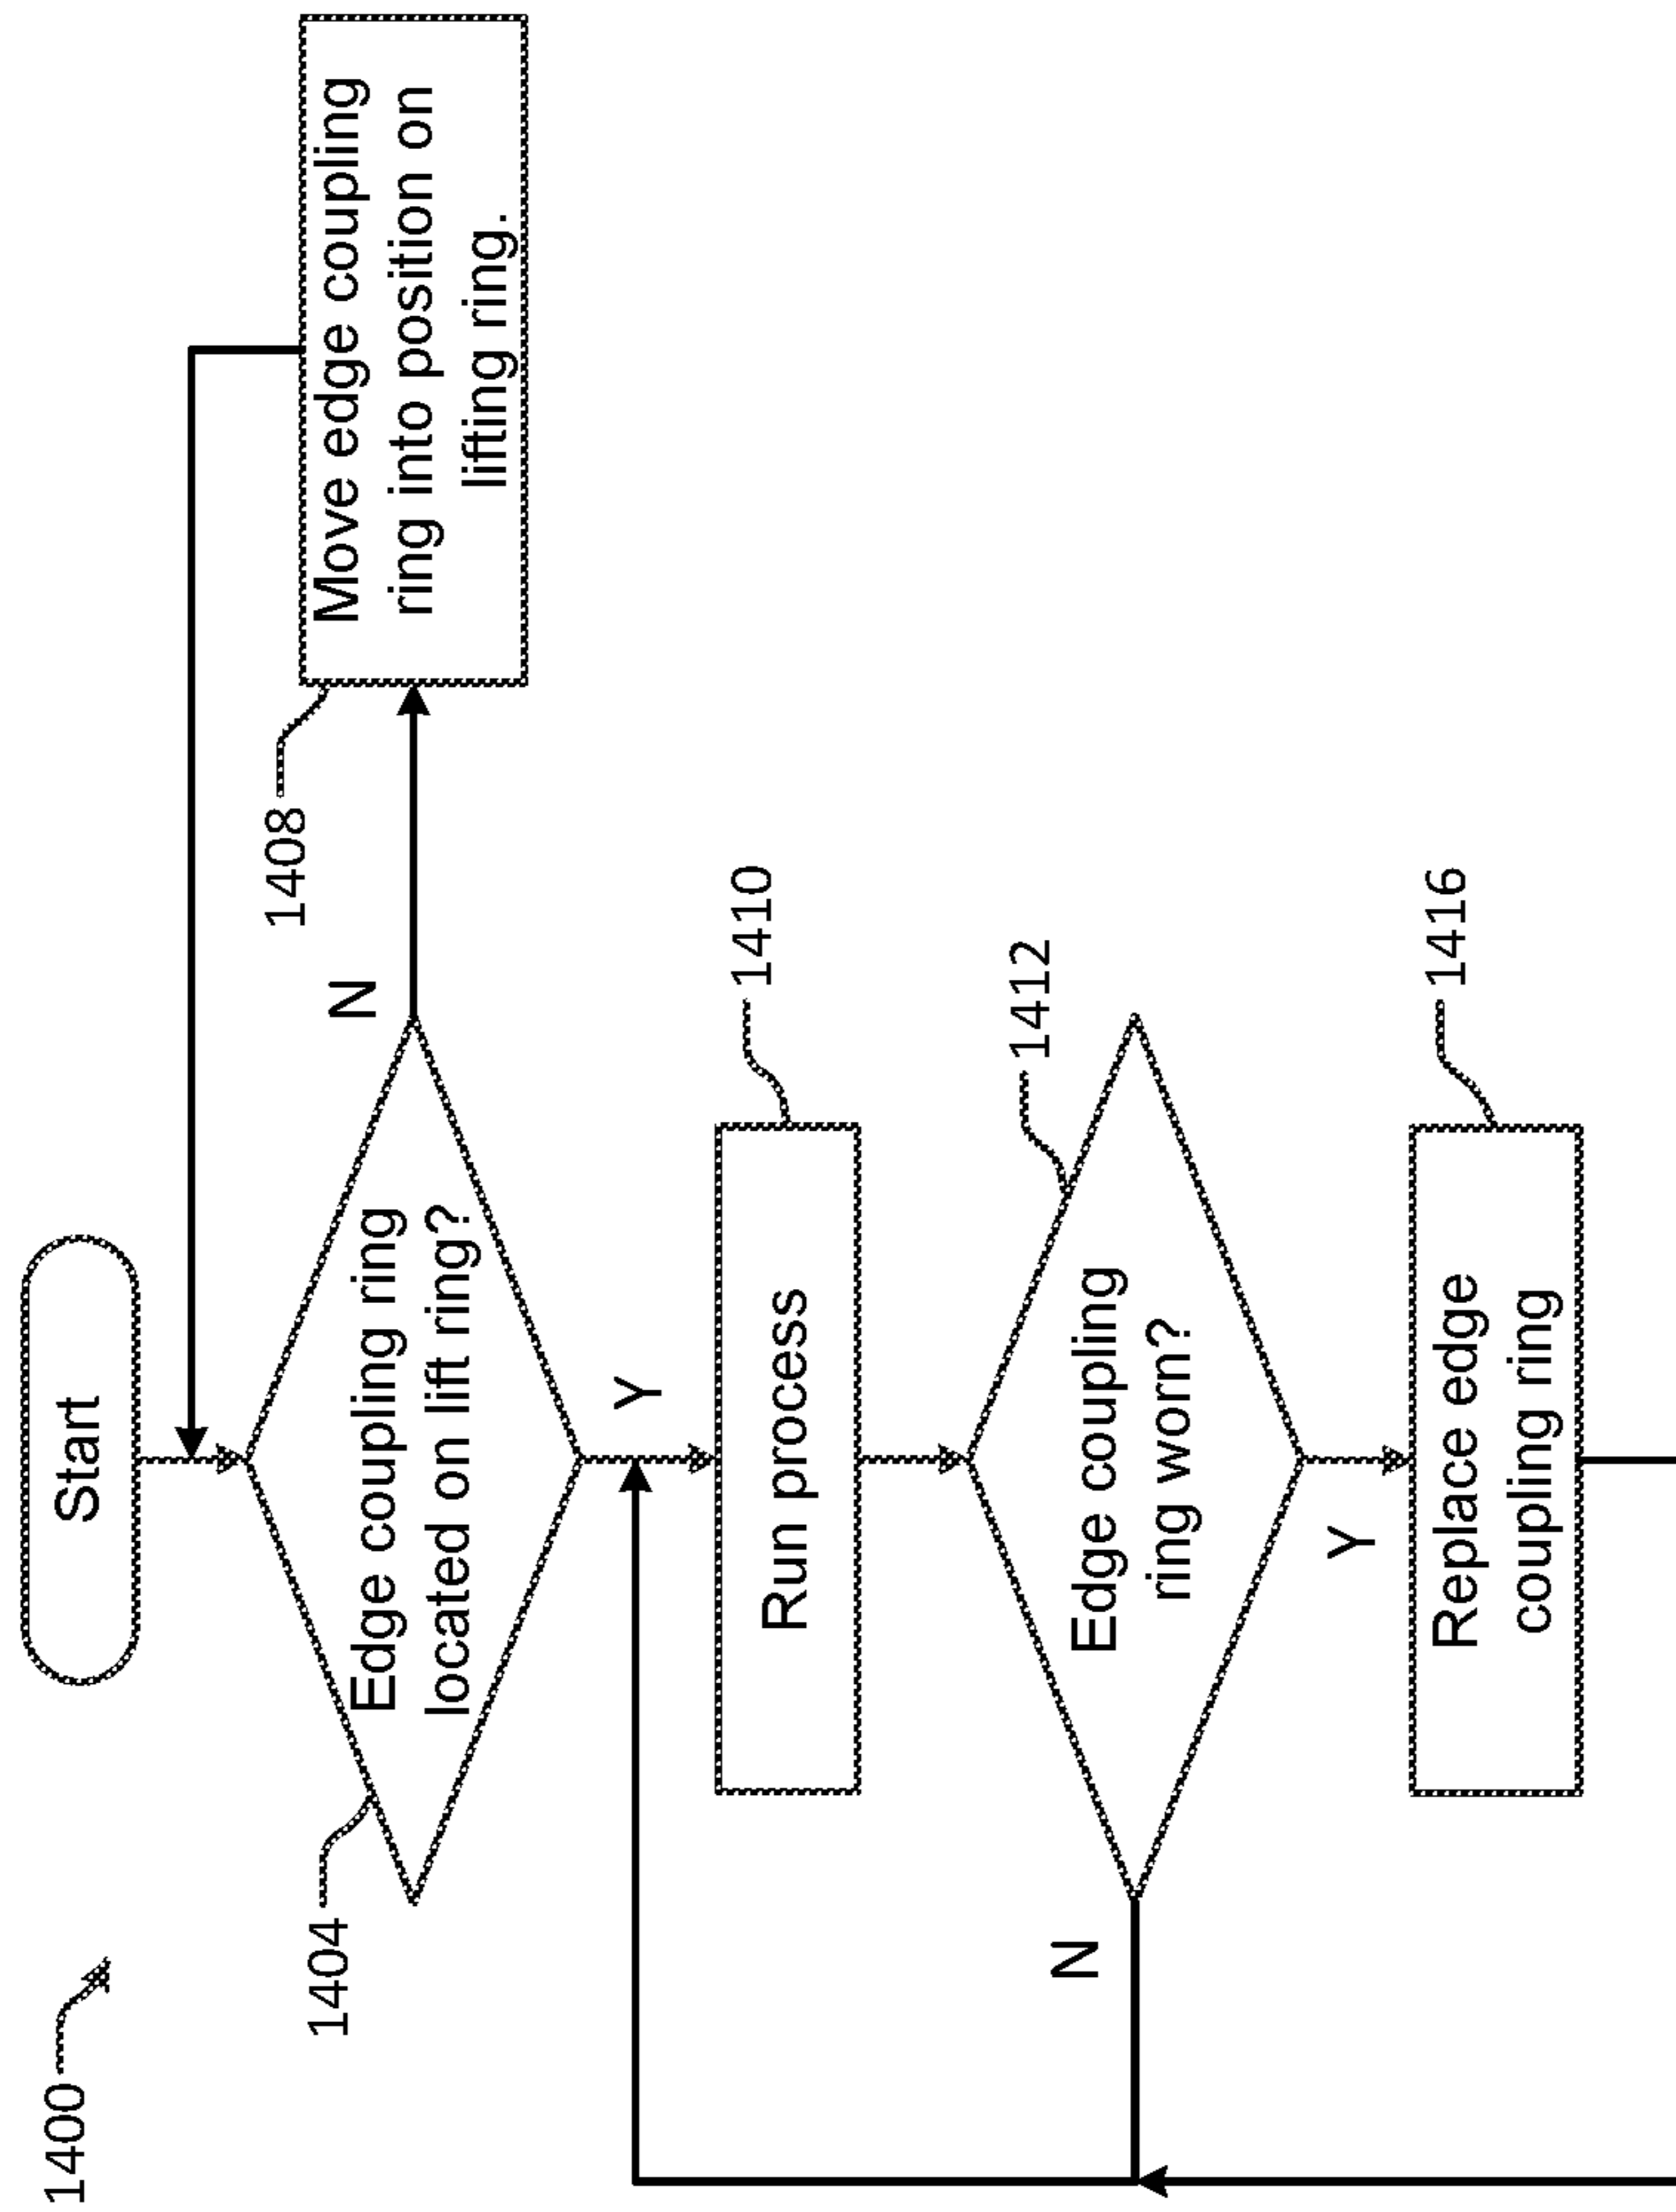 1400
Start
1404
Edge coupling ring
located on lift ring?
N
1408
Move edge coupling
ring into position on
lifting ring.
Y
1410
Run process
1412
Edge coupling
ring worn?
N
Y
1416
Replace edge
coupling ring